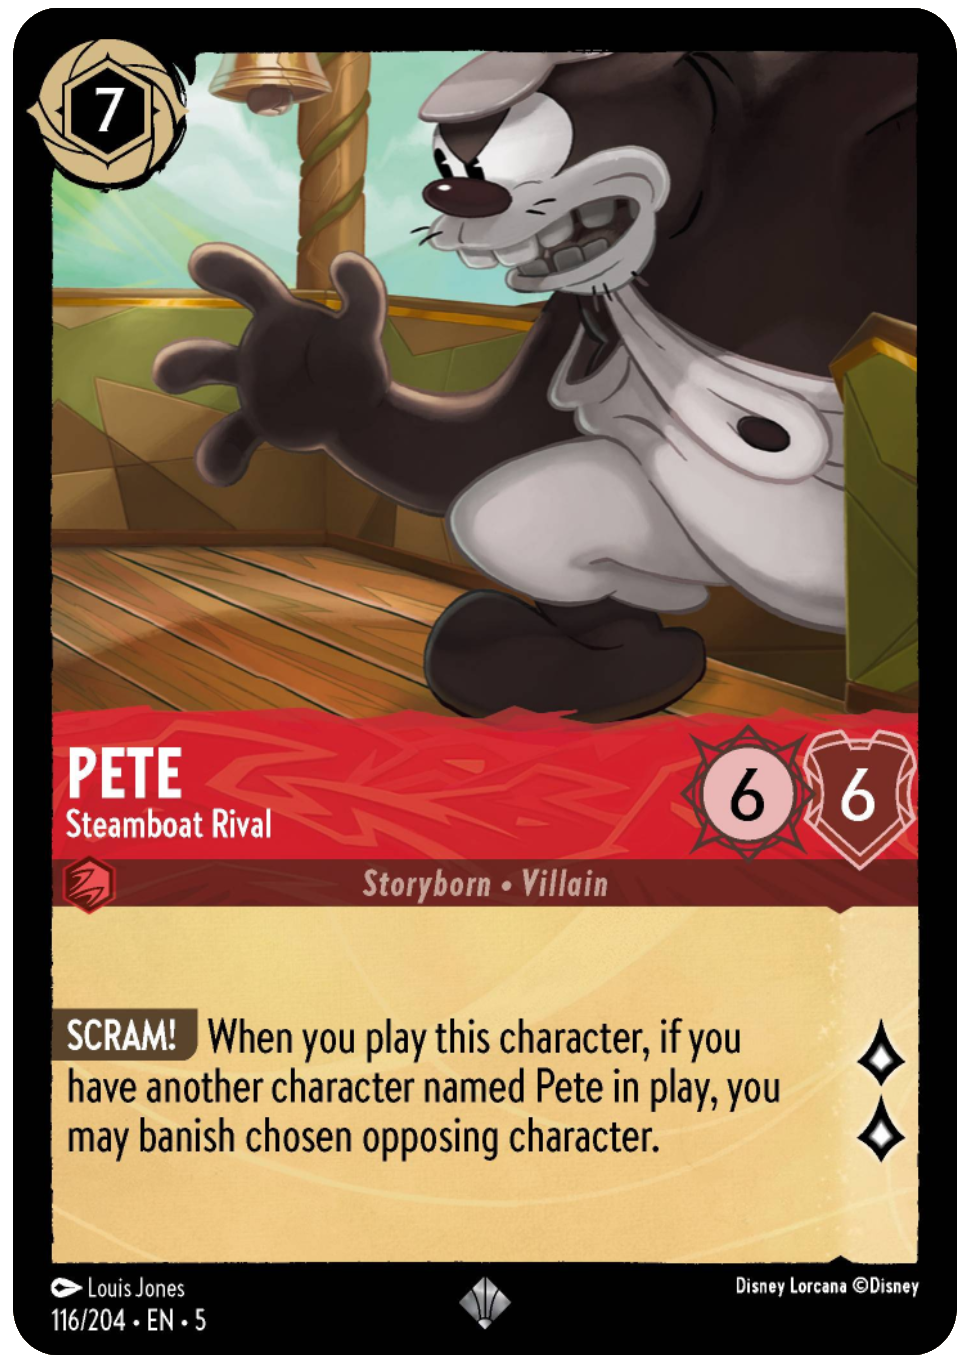 7
PETE
Steamboat Rival
6 6
Storyborn • Villain
SCRAM! When you play this character, if you
have another character named Pete in play, you
may banish chosen opposing character.
Louis Jones
Disney Lorcana ©Disney
116/204 • EN • 5